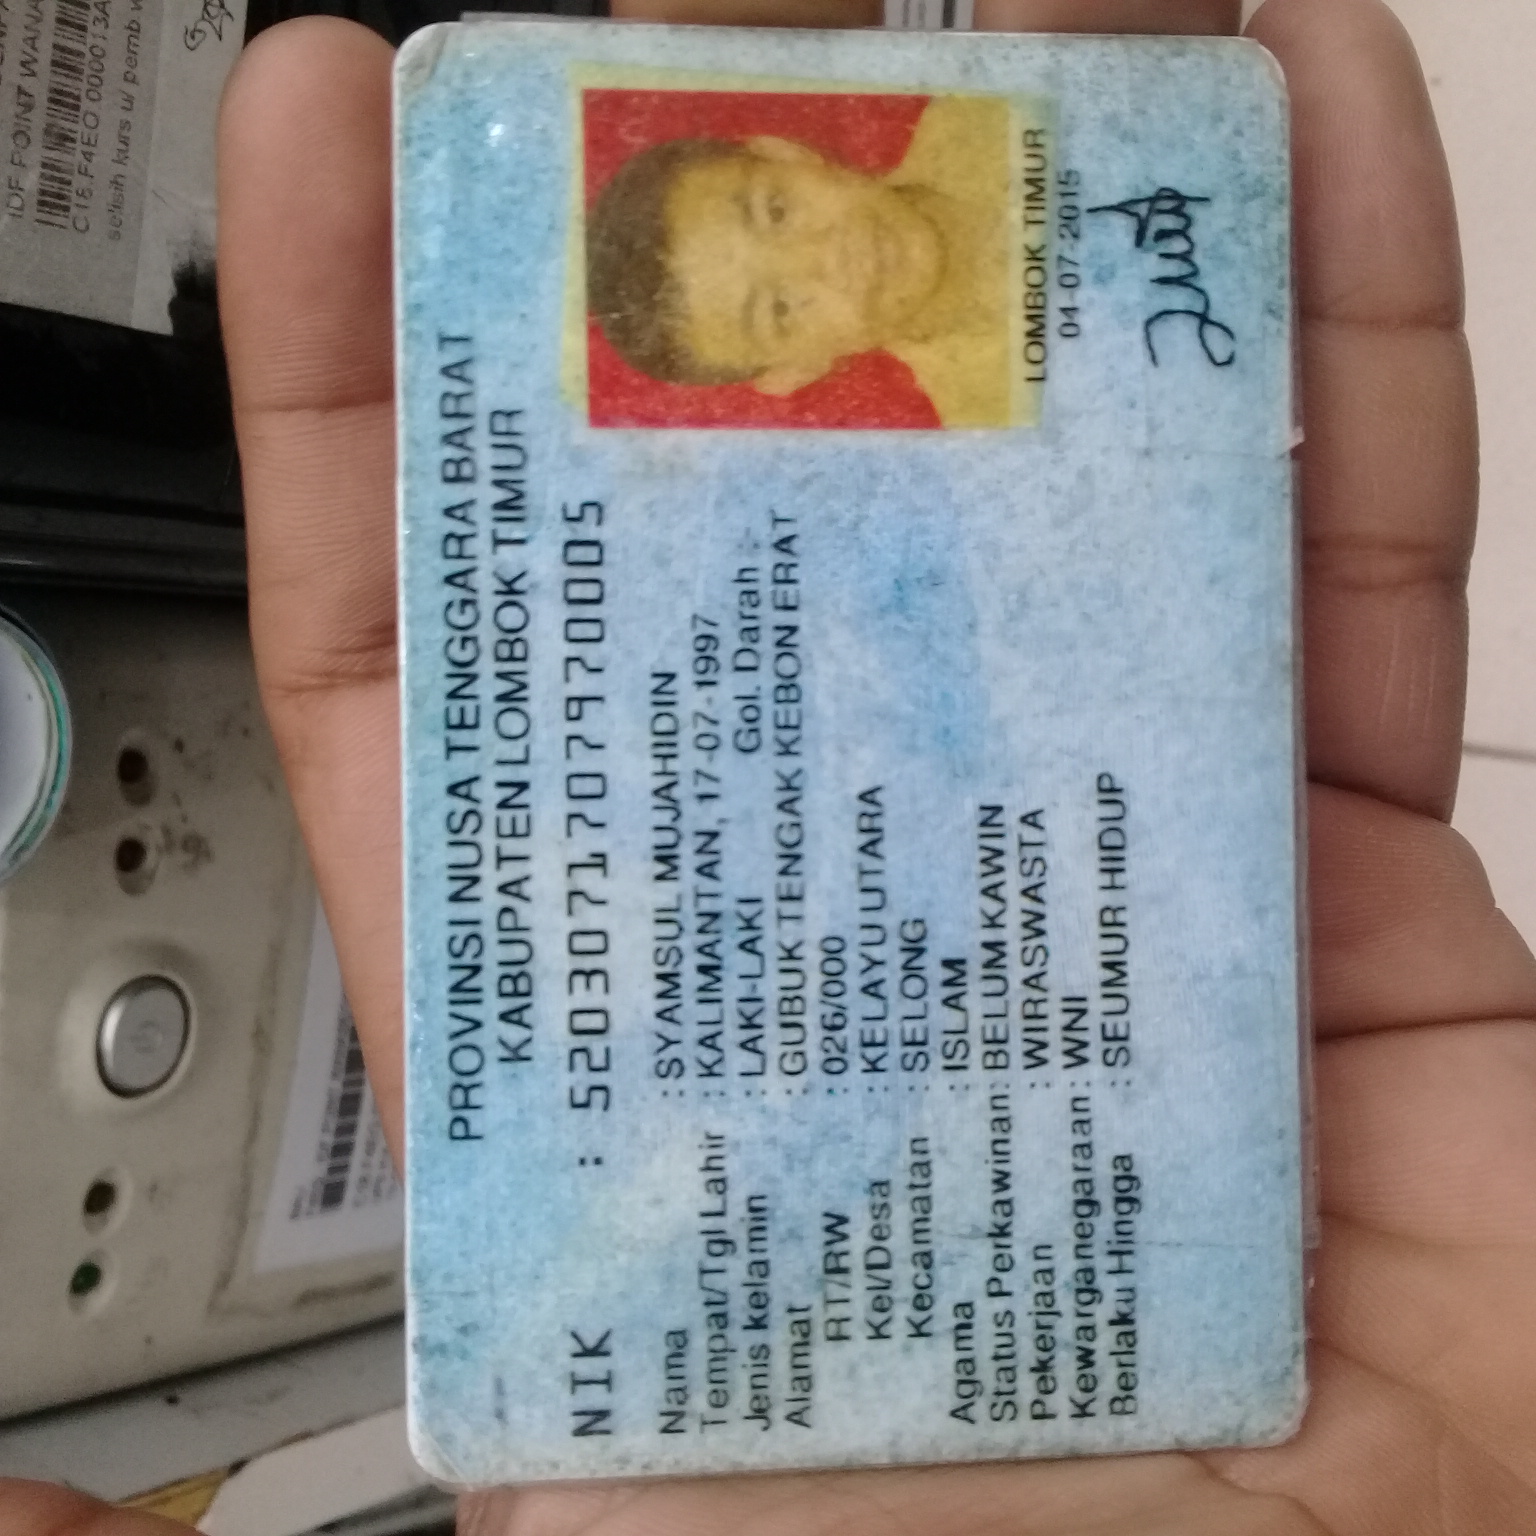 IDF POINT WANA
C15.F4EO.000013A
selisih kurs u/ pemb.
PROVINSI NUSA TENGGARA BARAT
KABUPATEN LOMBOK TIMUR
NIK : 5203071707970005
Nama : SYAMSUL MUJAHIDIN
Tempat/Tgl Lahir : KALIMANTAN, 17-07-1997
Jenis kelamin : LAKI-LAKI Gol. Darah : -
Alamat : GUBUK TENGAK KEBON ERAT
RT/RW : 026/000
Kel/Desa : KELAYU UTARA
Kecamatan : SELONG
Agama : ISLAM
Status Perkawinan : BELUM KAWIN
Pekerjaan : WIRASWASTA
Kewarganegaraan : WNI
Berlaku Hingga : SEUMUR HIDUP
LOMBOK TIMUR
04-07-2015